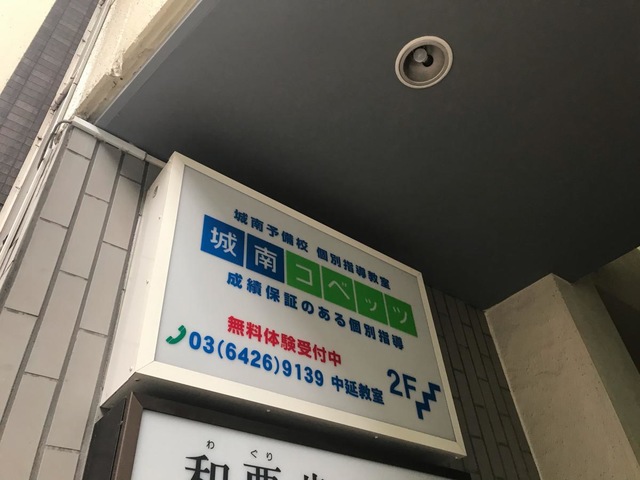 城南予備校 個別指導教室
城南コベッツ
成績保証のある個別指導
無料体験受付中
03(6426)9139 中延教室 2F
わぐり
和